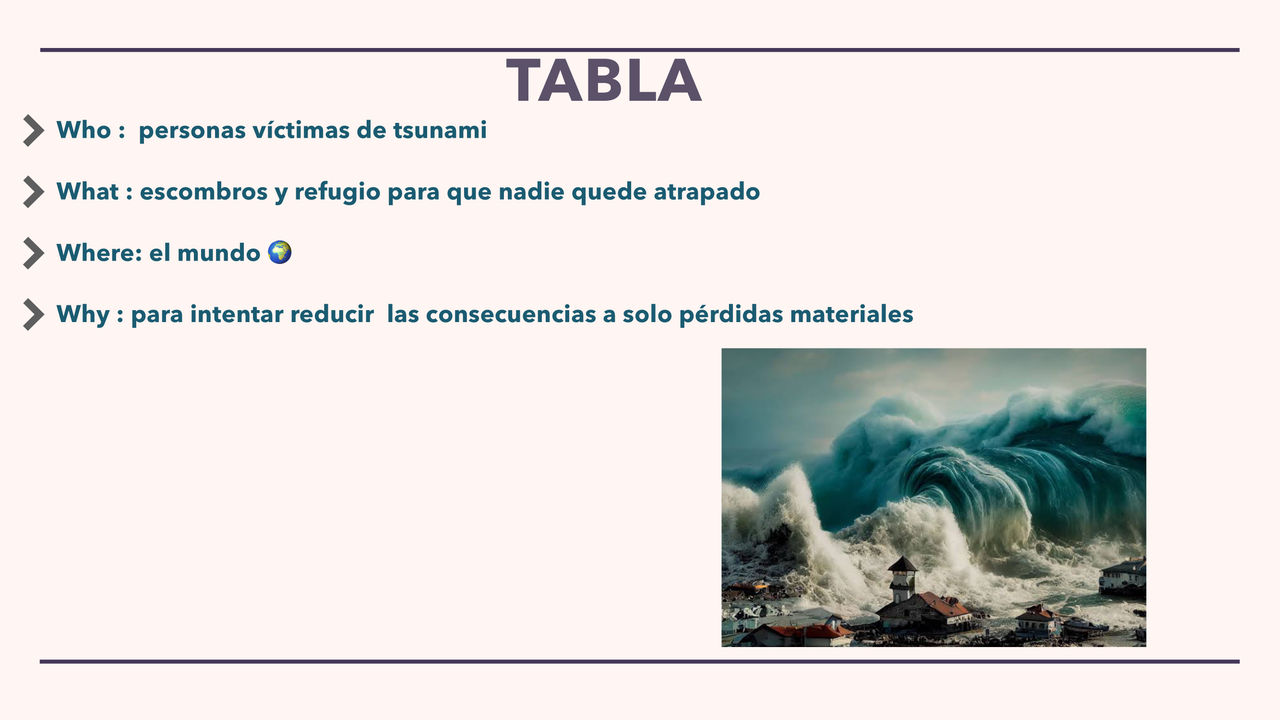 TABLA
Who :  personas víctimas de tsunami
What : escombros y refugio para que nadie quede atrapado
Where: el mundo 🌍
Why : para intentar reducir  las consecuencias a solo pérdidas materiales